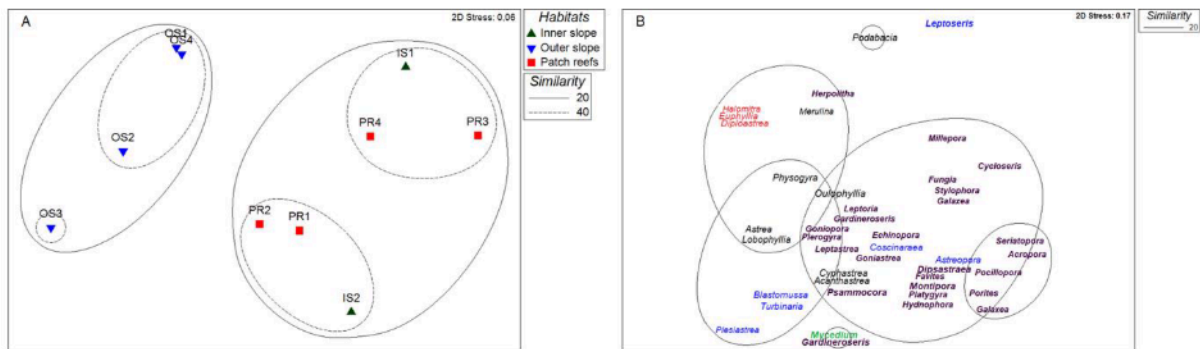 A
2D Stress: 0.06
Habitats
Inner slope
Outer slope
Patch reefs
Similarity
20
40
OS1
OS4
OS2
OS3
IS1
PR4
PR3
PR2
PR1
IS2
B
2D Stress: 0.17
Similarity
20
Leptoseris
Podabacia
Herpolitha
Halomitra
Euphyllia
Diploastrea
Merulina
Millepora
Cycloseris
Physogyra
Fungia
Oulophyllia
Stylophora
Galaxea
Leptoria
Gardineroseris
Astrea
Goniopora
Lobophyllia
Plerogyra
Echinopora
Coscinaraea
Seriatopora
Leptastrea
Goniastrea
Astreopora
Acropora
Dipsastraea
Cyphastrea
Favites
Pocillopora
Acanthastrea
Montipora
Blastomussa
Psammocora
Platygyra
Porites
Turbinaria
Hydnophora
Galaxea
Plesiastrea
Mycedium
Gardineroseris